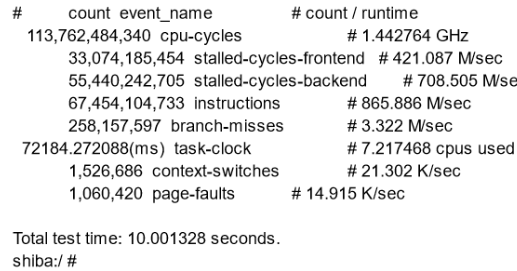 # count event_name # count / runtime
113,762,484,340 cpu-cycles # 1.442764 GHz
33,074,185,454 stalled-cycles-frontend # 421.087 M/sec
55,440,242,705 stalled-cycles-backend # 708.505 M/se
67,454,104,733 instructions # 865.886 M/sec
258,157,597 branch-misses # 3.322 M/sec
72184.272088(ms) task-clock # 7.217468 cpus used
1,526,686 context-switches # 21.302 K/sec
1,060,420 page-faults # 14.915 K/sec
Total test time: 10.001328 seconds.
shiba:/ #